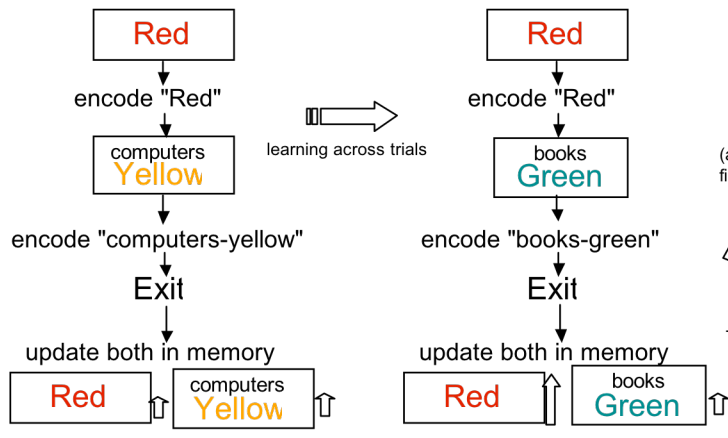 Red
encode "Red"
computers
Yellow
encode "computers-yellow"
Exit
update both in memory
Red
computers
Yellow
learning across trials
Red
encode "Red"
books
Green
encode "books-green"
Exit
update both in memory
Red
books
Green